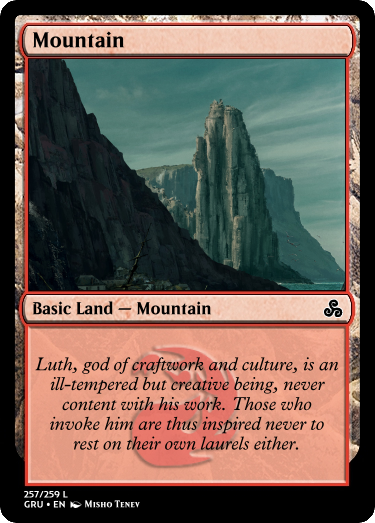 Mountain
Basic Land — Mountain
Luth, god of craftwork and culture, is an
ill-tempered but creative being, never
content with his work. Those who
invoke him are thus inspired never to
rest on their own laurels either.
257/259 L
GRU • EN Misho Tenev